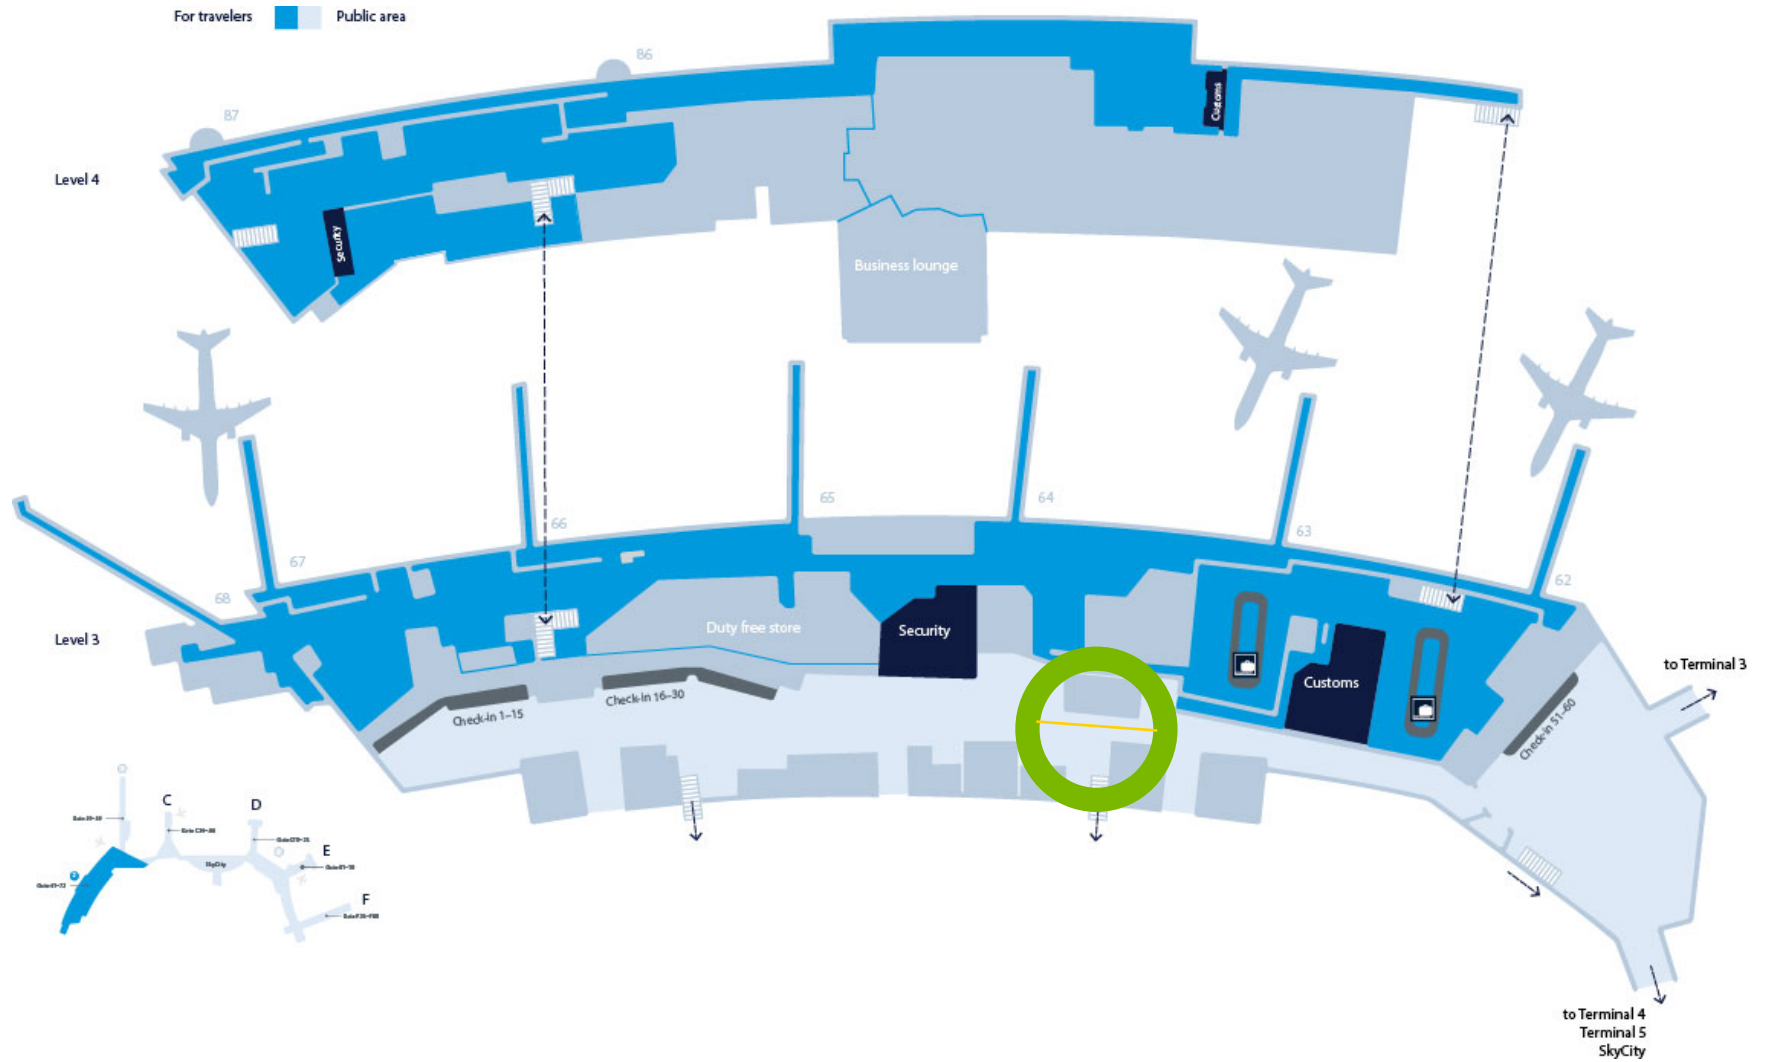 For travelers
Public area
86
87
Customs
Level 4
Security
Business lounge
65
64
66
63
67
62
68
Duty free store
Security
Level 3
to Terminal 3
Customs
Check-in 1–15
Check-in 16–30
Check-in 51–60
C
D
SkyCity
E
2
F
to Terminal 4
Terminal 5
SkyCity